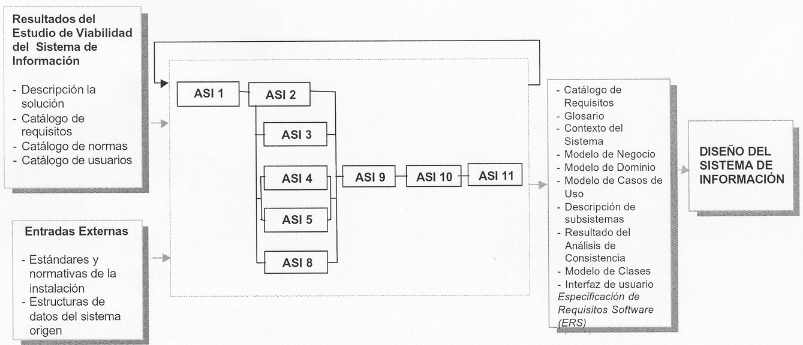 Resultados del
Estudio de Viabilidad
del Sistema de
Información
- Descripción la
solución
- Catálogo de
requisitos
- Catálogo de normas
- Catálogo de usuarios
Entradas Externas
- Estándares y
normativas de la
instalación
- Estructuras de
datos del sistema
origen
ASI 1
ASI 2
ASI 3
ASI 4
ASI 5
ASI 8
ASI 9
ASI 10
ASI 11
- Catálogo de
Requisitos
- Glosario
- Contexto del
Sistema
- Modelo de Negocio
- Modelo de Dominio
- Modelo de Casos de
Uso
- Descripción de
subsistemas
- Resultado del
Análisis de
Consistencia
- Modelo de Clases
- Interfaz de usuario
Especificación de
Requisitos Software
(ERS)
DISEÑO DEL
SISTEMA DE
INFORMACIÓN